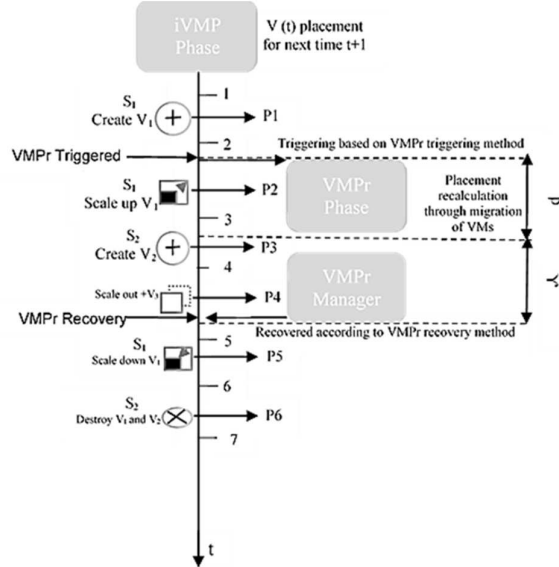 iVMP
Phase
V (t) placement
for next time t+1
1
S1
Create V1
P1
2
Triggering based on VMPr triggering method
VMPr Triggered
S1
Scale up V1
P2
VMPr
Phase
Placement
recalculation
through migration
of VMs
3
S2
Create V2
P3
4
Scale out +V3
P4
VMPr
Manager
VMPr Recovery
Recovered according to VMPr recovery method
5
S1
Scale down V1
P5
6
S2
Destroy V1 and V2
P6
7
t